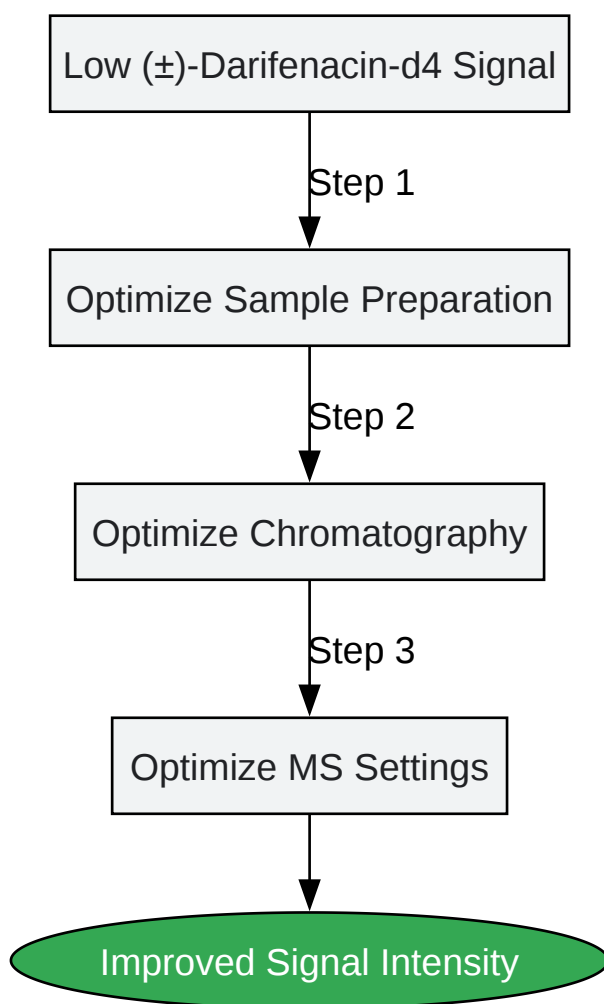 Low (±)-Darifenacin-d4 Signal
Step 1
Optimize Sample Preparation
Step 2
Optimize Chromatography
Step 3
Optimize MS Settings
Improved Signal Intensity